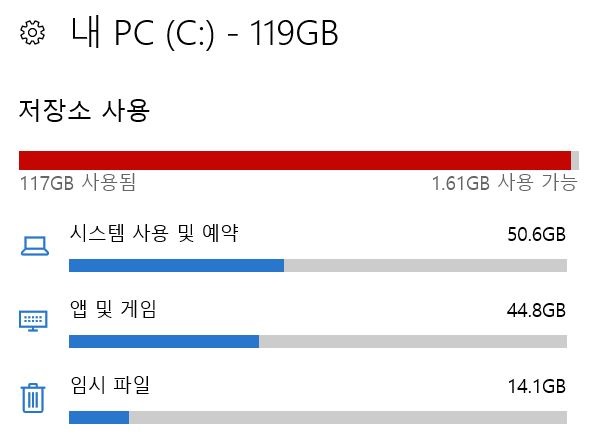 내 PC (C:) - 119GB
저장소 사용
117GB 사용됨 1.61GB 사용 가능
시스템 사용 및 예약 50.6GB
앱 및 게임 44.8GB
임시 파일 14.1GB